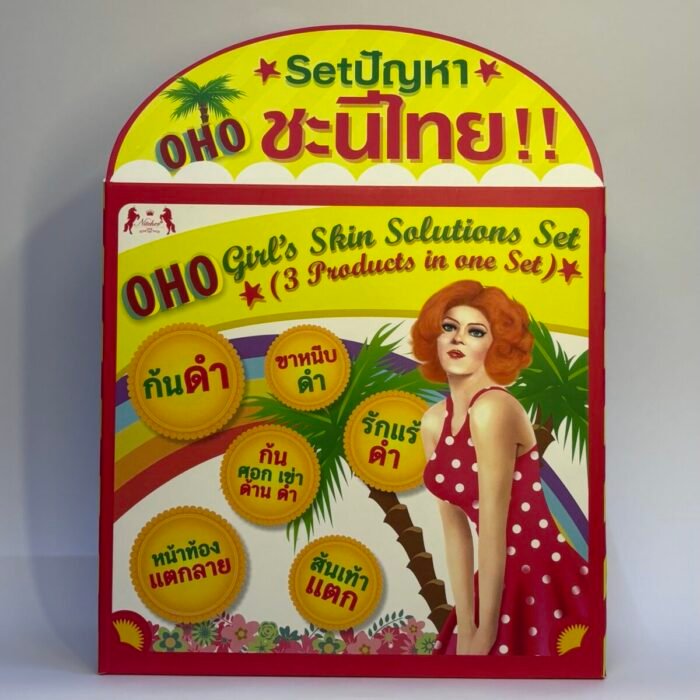 Setปัญหา
OHO ชะนีไทย!!
Nitchev
OHO Girl's Skin Solutions Set
(3 Products in one Set)
ก้นดำ
ขาหนีบ
ดำ
รักแร้
ดำ
ก้น
ศอก เข่า
ด้าน ดำ
หน้าท้อง
แตกลาย
ส้นเท้า
แตก